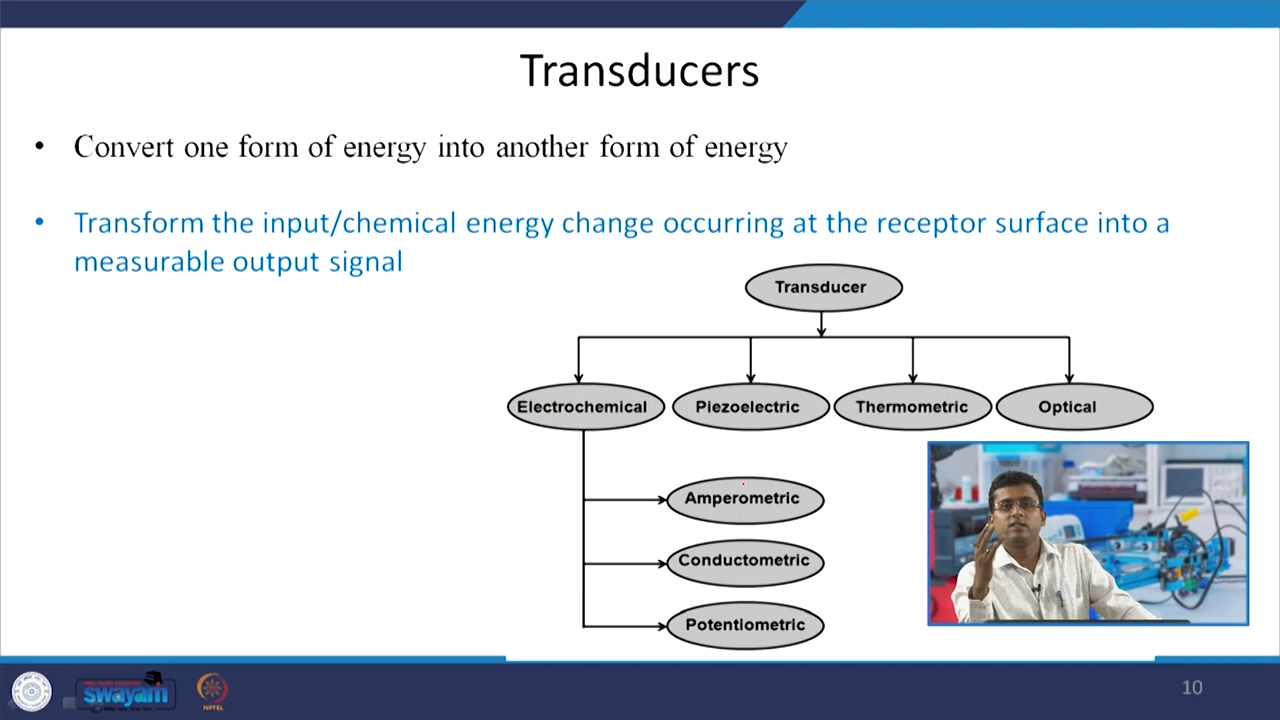 Transducers
• Convert one form of energy into another form of energy
• Transform the input/chemical energy change occurring at the receptor surface into a
measurable output signal
Transducer
Electrochemical
Piezoelectric
Thermometric
Optical
Amperometric
Conductometric
Potentiometric
swayam
NPTEL
10